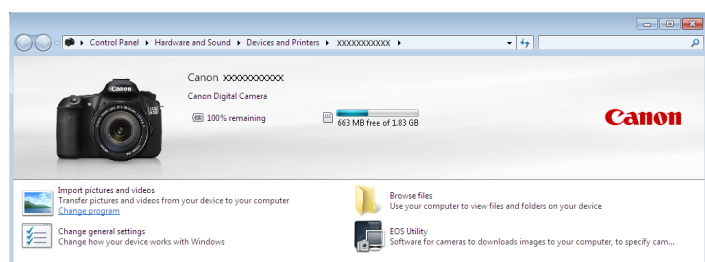 Control Panel ▸ Hardware and Sound ▸ Devices and Printers ▸ XXXXXXXXXXX ▸
Canon XXXXXXXXXXX
Canon Digital Camera
100% remaining
663 MB free of 1.83 GB
Canon
Canon
Import pictures and videos
Transfer pictures and videos from your device to your computer
Change program
Browse files
Use your computer to view files and folders on your device
Change general settings
Change how your device works with Windows
EOS Utility
Software for cameras to downloads images to your computer, to specify cam...